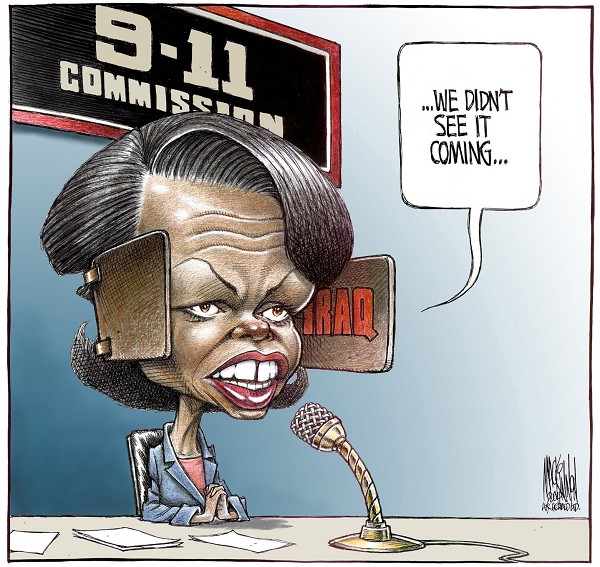 9-11
COMMISSION
...WE DIDN'T
SEE IT
COMING...
IRAQ